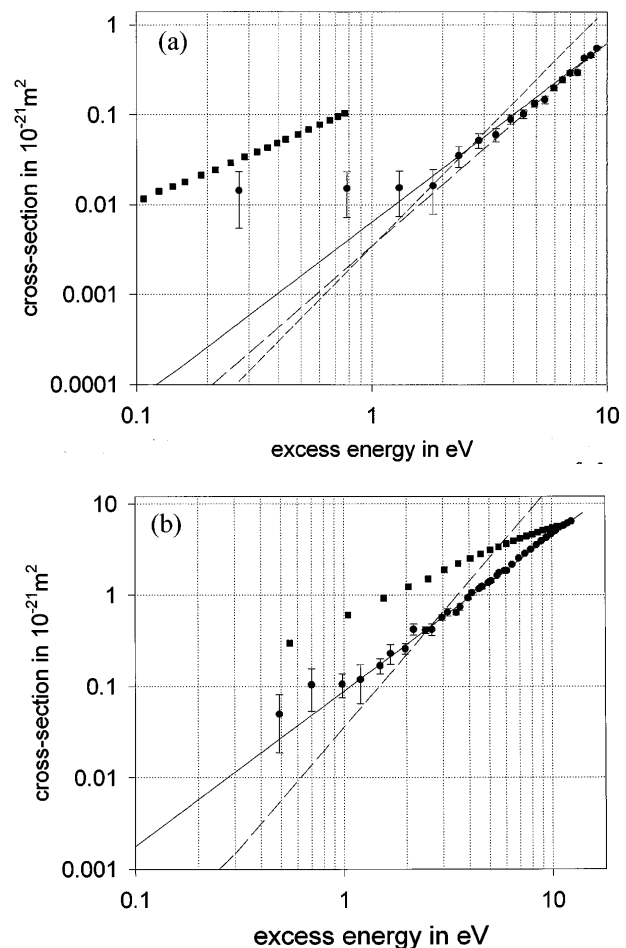 (a)
1
0.1
0.01
0.001
0.0001
cross-section in 10⁻²¹m²
0.1 1 10
excess energy in eV
(b)
10
1
0.1
0.01
0.001
cross-section in 10⁻²¹m²
0.1 1 10
excess energy in eV